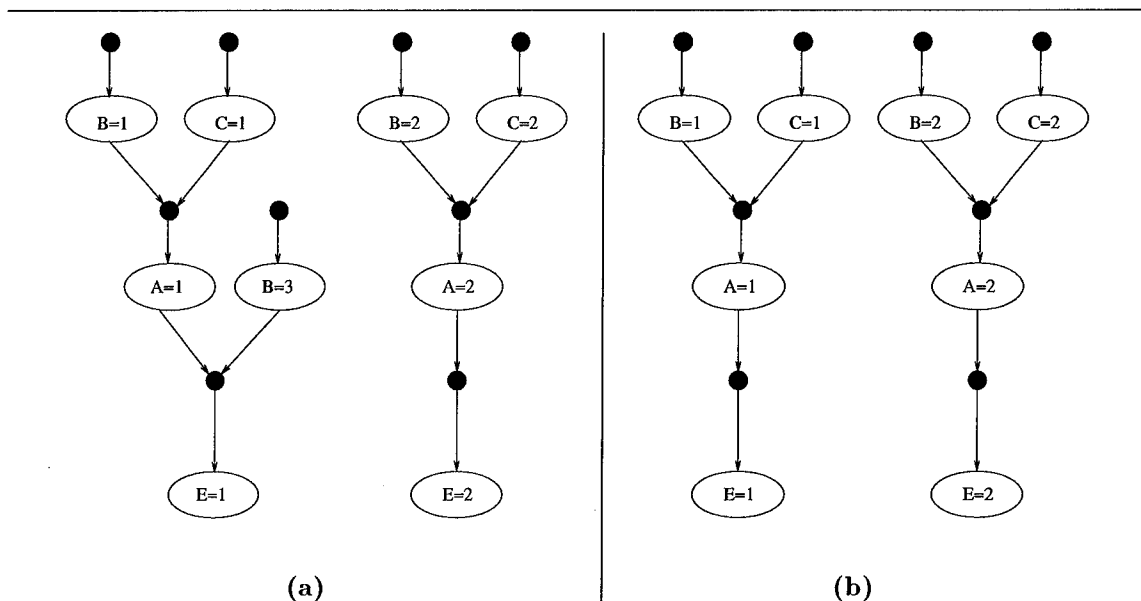 B=1 C=1 B=2 C=2 B=1 C=1 B=2 C=2
A=1 B=3 A=2 A=1 A=2
E=1 E=2 E=1 E=2
(a) (b)